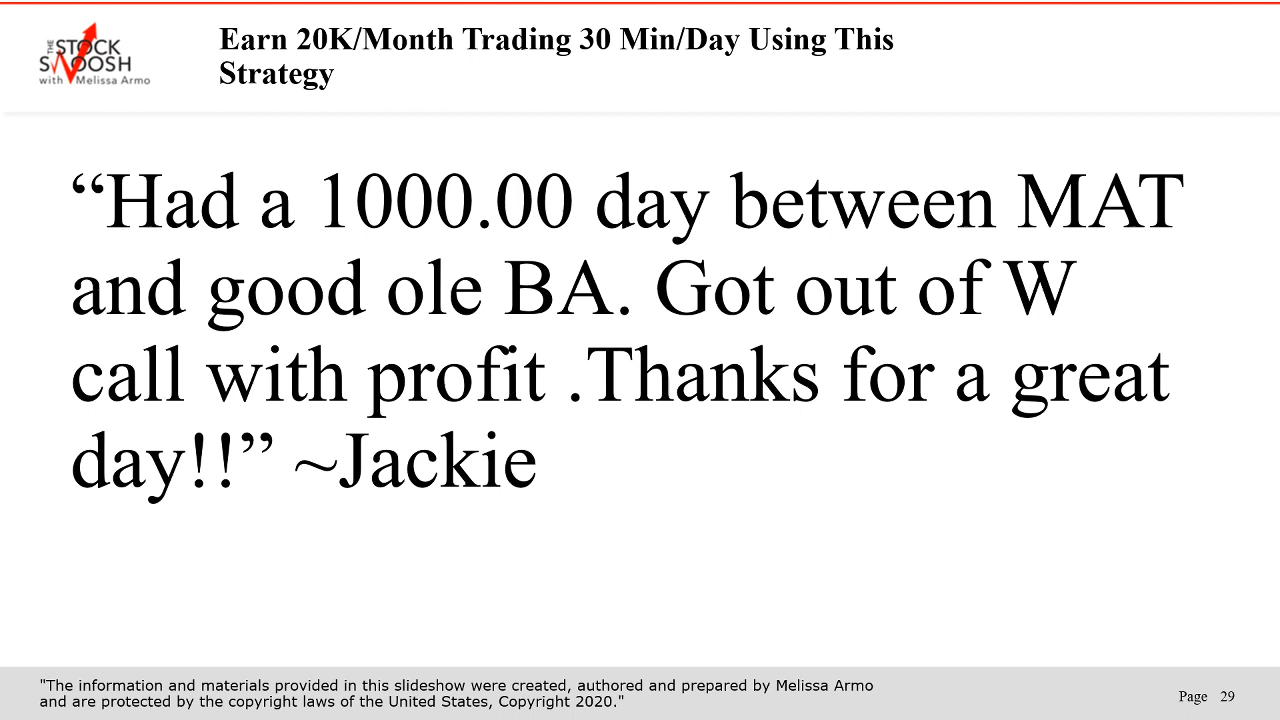 THE STOCK
SWOOSH
with Melissa Armo
Earn 20K/Month Trading 30 Min/Day Using This
Strategy
“Had a 1000.00 day between MAT
and good ole BA. Got out of W
call with profit .Thanks for a great
day!!” ~Jackie
"The information and materials provided in this slideshow were created, authored and prepared by Melissa Armo
and are protected by the copyright laws of the United States, Copyright 2020."
Page 29